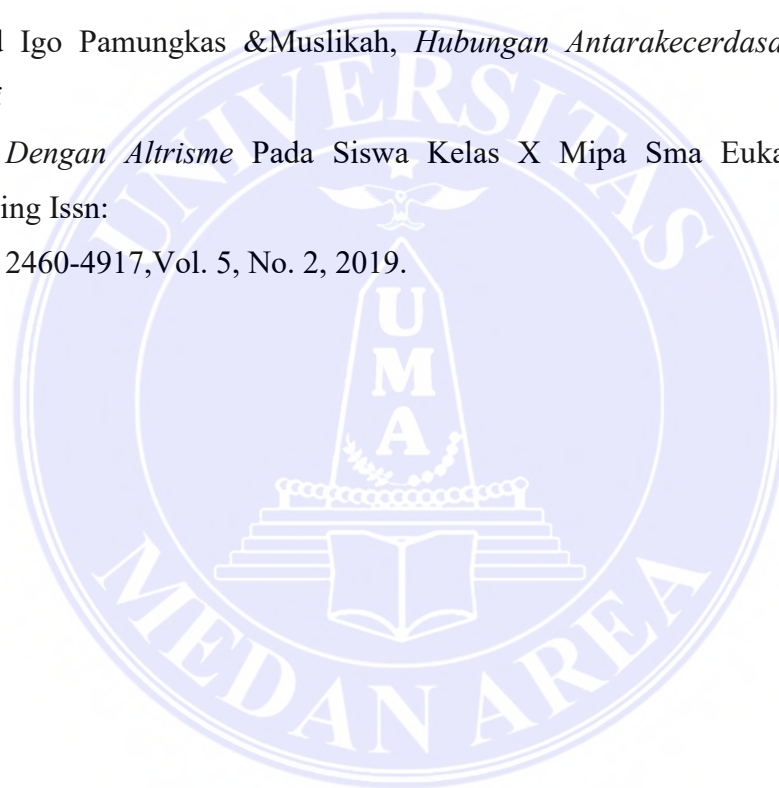 Igo Pamungkas &Muslikah, Hubungan Antarakecerdasa
Dengan Altrisme Pada Siswa Kelas X Mipa Sma Euka
ing Issn:
2460-4917,Vol. 5, No. 2, 2019.
UNIVERSITAS
UMA
MEDAN AREA